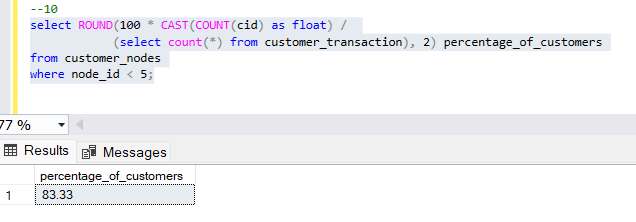 --10
select ROUND(100 * CAST(COUNT(cid) as float) /
(select count(*) from customer_transaction), 2) percentage_of_customers
from customer_nodes
where node_id < 5;
77 %
Results Messages
percentage_of_customers
1 83.33